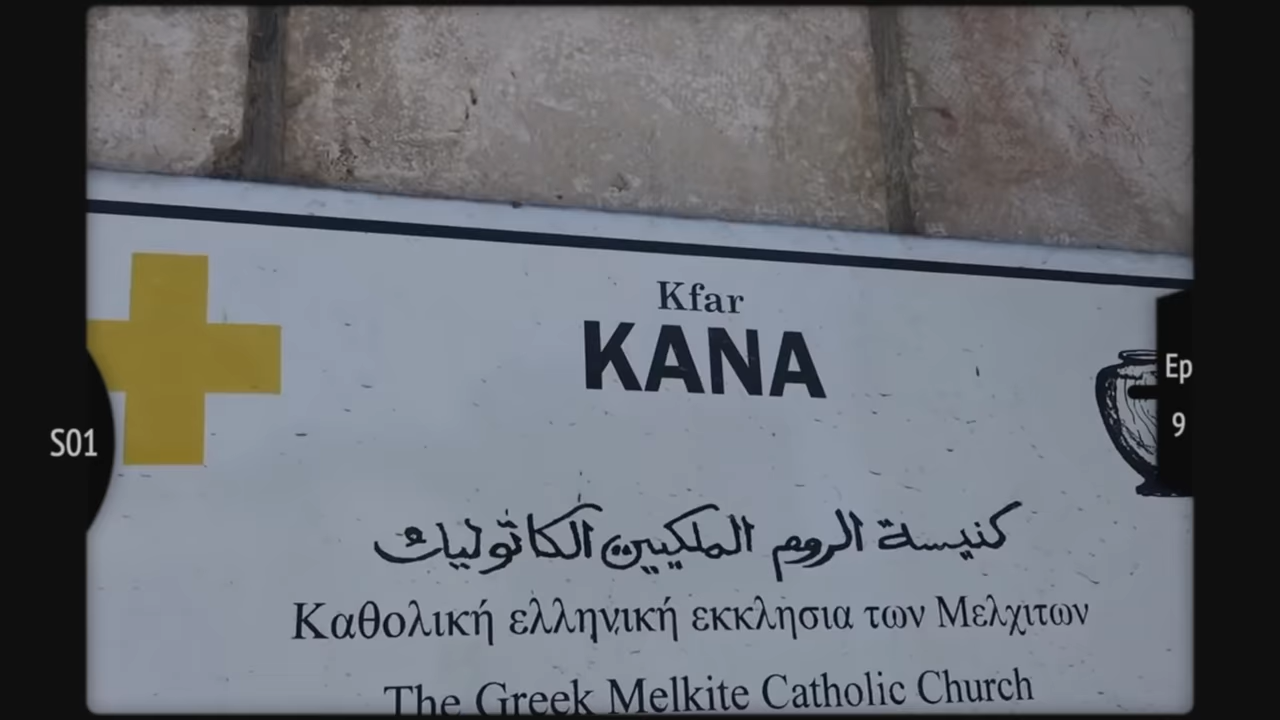 Kfar
KANA
S01
Ep
9
كنيسة الروم الملكيين الكاثوليك
Καθολική ελληνική εκκλησια των Μελχιτων
The Greek Melkite Catholic Church